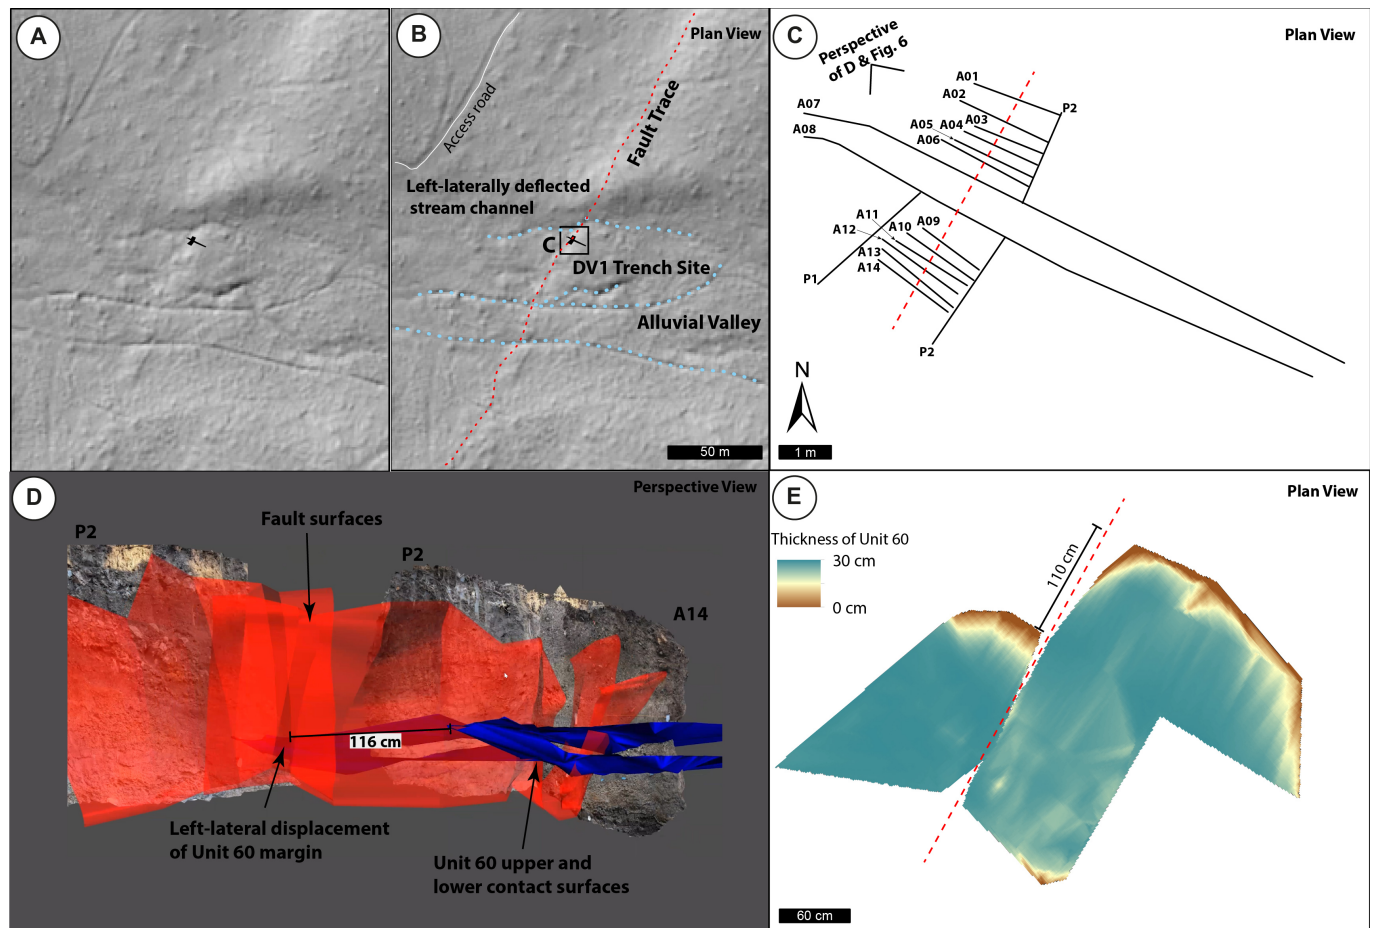 A
B
Plan View
Access road
Fault Trace
Left-laterally deflected
stream channel
C
DV1 Trench Site
Alluvial Valley
50 m
C
Plan View
Perspective
of D & Fig. 6
A01
A02
P2
A07
A03
A04
A05
A08
A06
A11
A09
A10
A12
A13
A14
P1
P2
N
1 m
D
Perspective View
P2
Fault surfaces
P2
A14
116 cm
Left-lateral displacement
of Unit 60 margin
Unit 60 upper and
lower contact surfaces
E
Plan View
Thickness of Unit 60
30 cm
0 cm
110 cm
60 cm